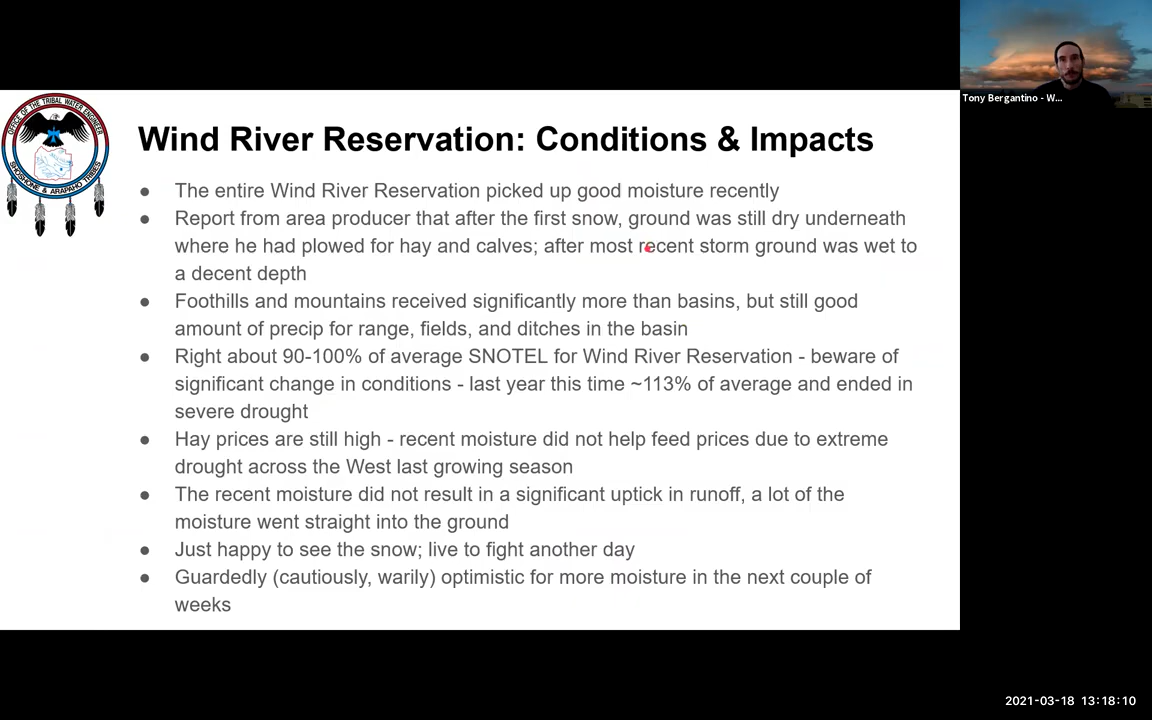 OFFICE OF THE TRIBAL WATER ENGINEER
SHOSHONE & ARAPAHO TRIBES
Tony Bergantino - W...
Wind River Reservation: Conditions & Impacts
● The entire Wind River Reservation picked up good moisture recently
● Report from area producer that after the first snow, ground was still dry underneath
where he had plowed for hay and calves; after most recent storm ground was wet to
a decent depth
● Foothills and mountains received significantly more than basins, but still good
amount of precip for range, fields, and ditches in the basin
● Right about 90-100% of average SNOTEL for Wind River Reservation - beware of
significant change in conditions - last year this time ~113% of average and ended in
severe drought
● Hay prices are still high - recent moisture did not help feed prices due to extreme
drought across the West last growing season
● The recent moisture did not result in a significant uptick in runoff, a lot of the
moisture went straight into the ground
● Just happy to see the snow; live to fight another day
● Guardedly (cautiously, warily) optimistic for more moisture in the next couple of
weeks
2021-03-18 13:18:10